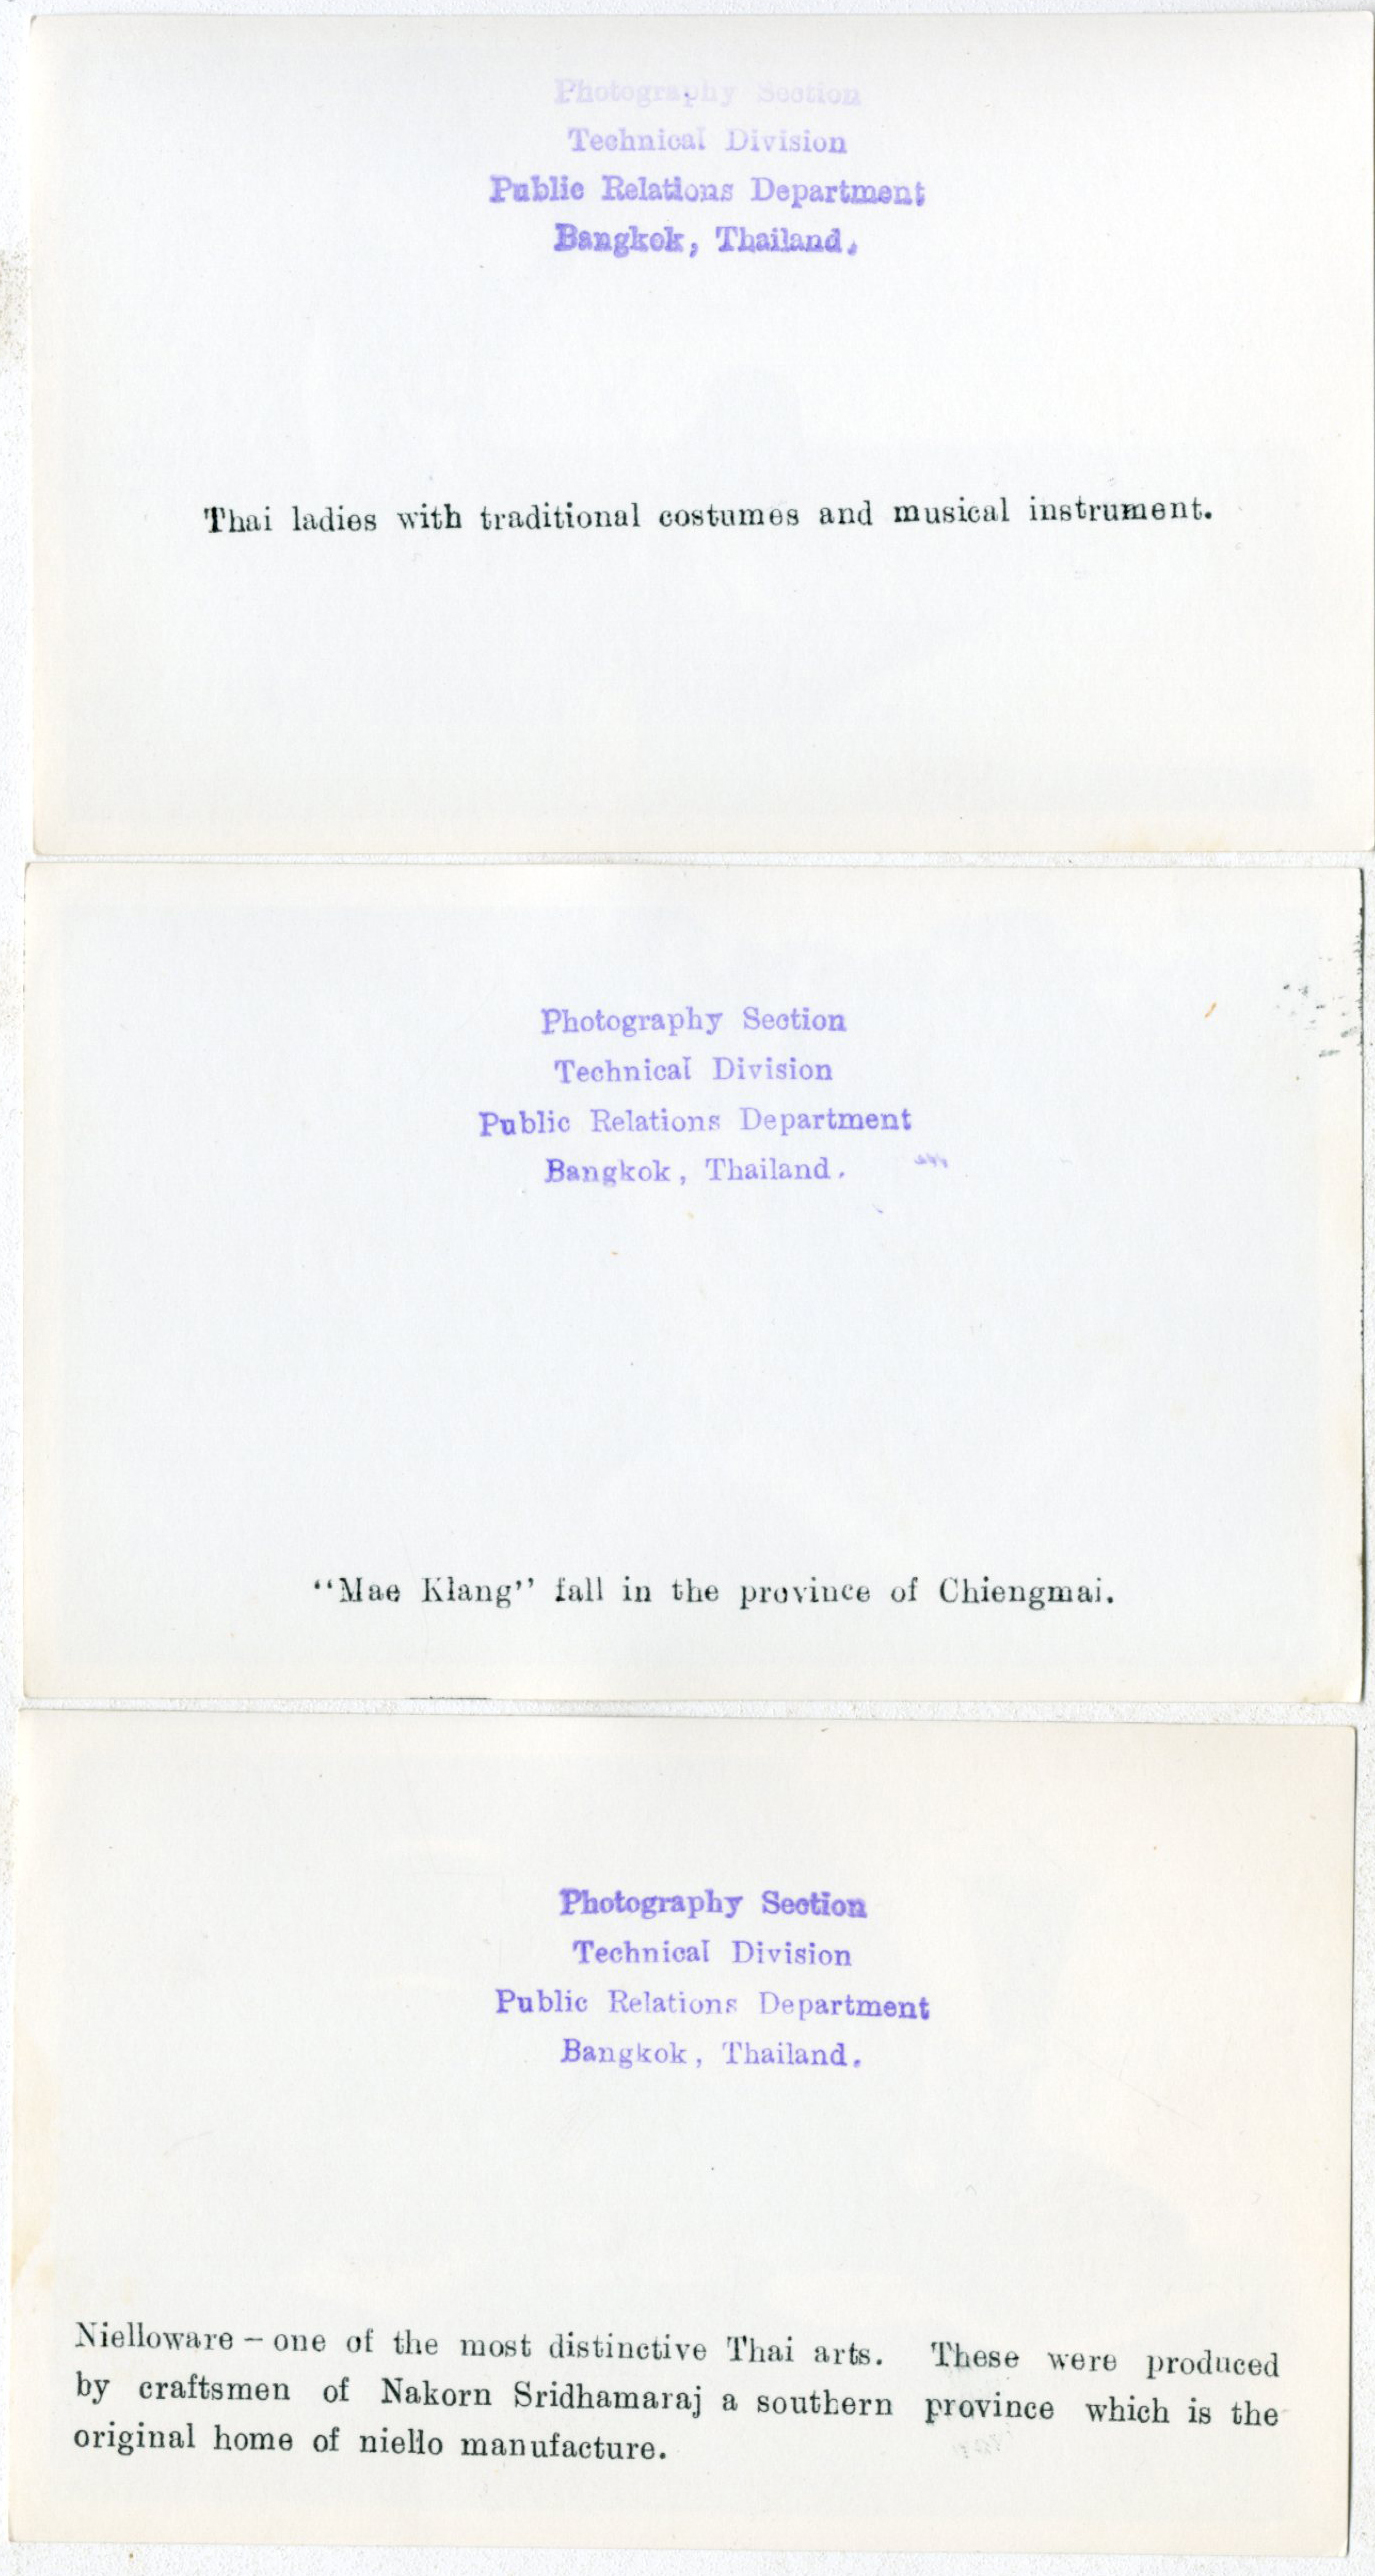 Photography Section
Technical Division
Public Relations Department
Bangkok, Thailand.
Thai ladies with traditional costumes and musical instrument.
Photography Section
Technical Division
Public Relations Department
Bangkok, Thailand.
“Mae Klang” fall in the province of Chiengmai.
Photography Section
Technical Division
Public Relations Department
Bangkok, Thailand.
Nielloware – one of the most distinctive Thai arts. These were produced
by craftsmen of Nakorn Sridhamaraj a southern province which is the
original home of niello manufacture.